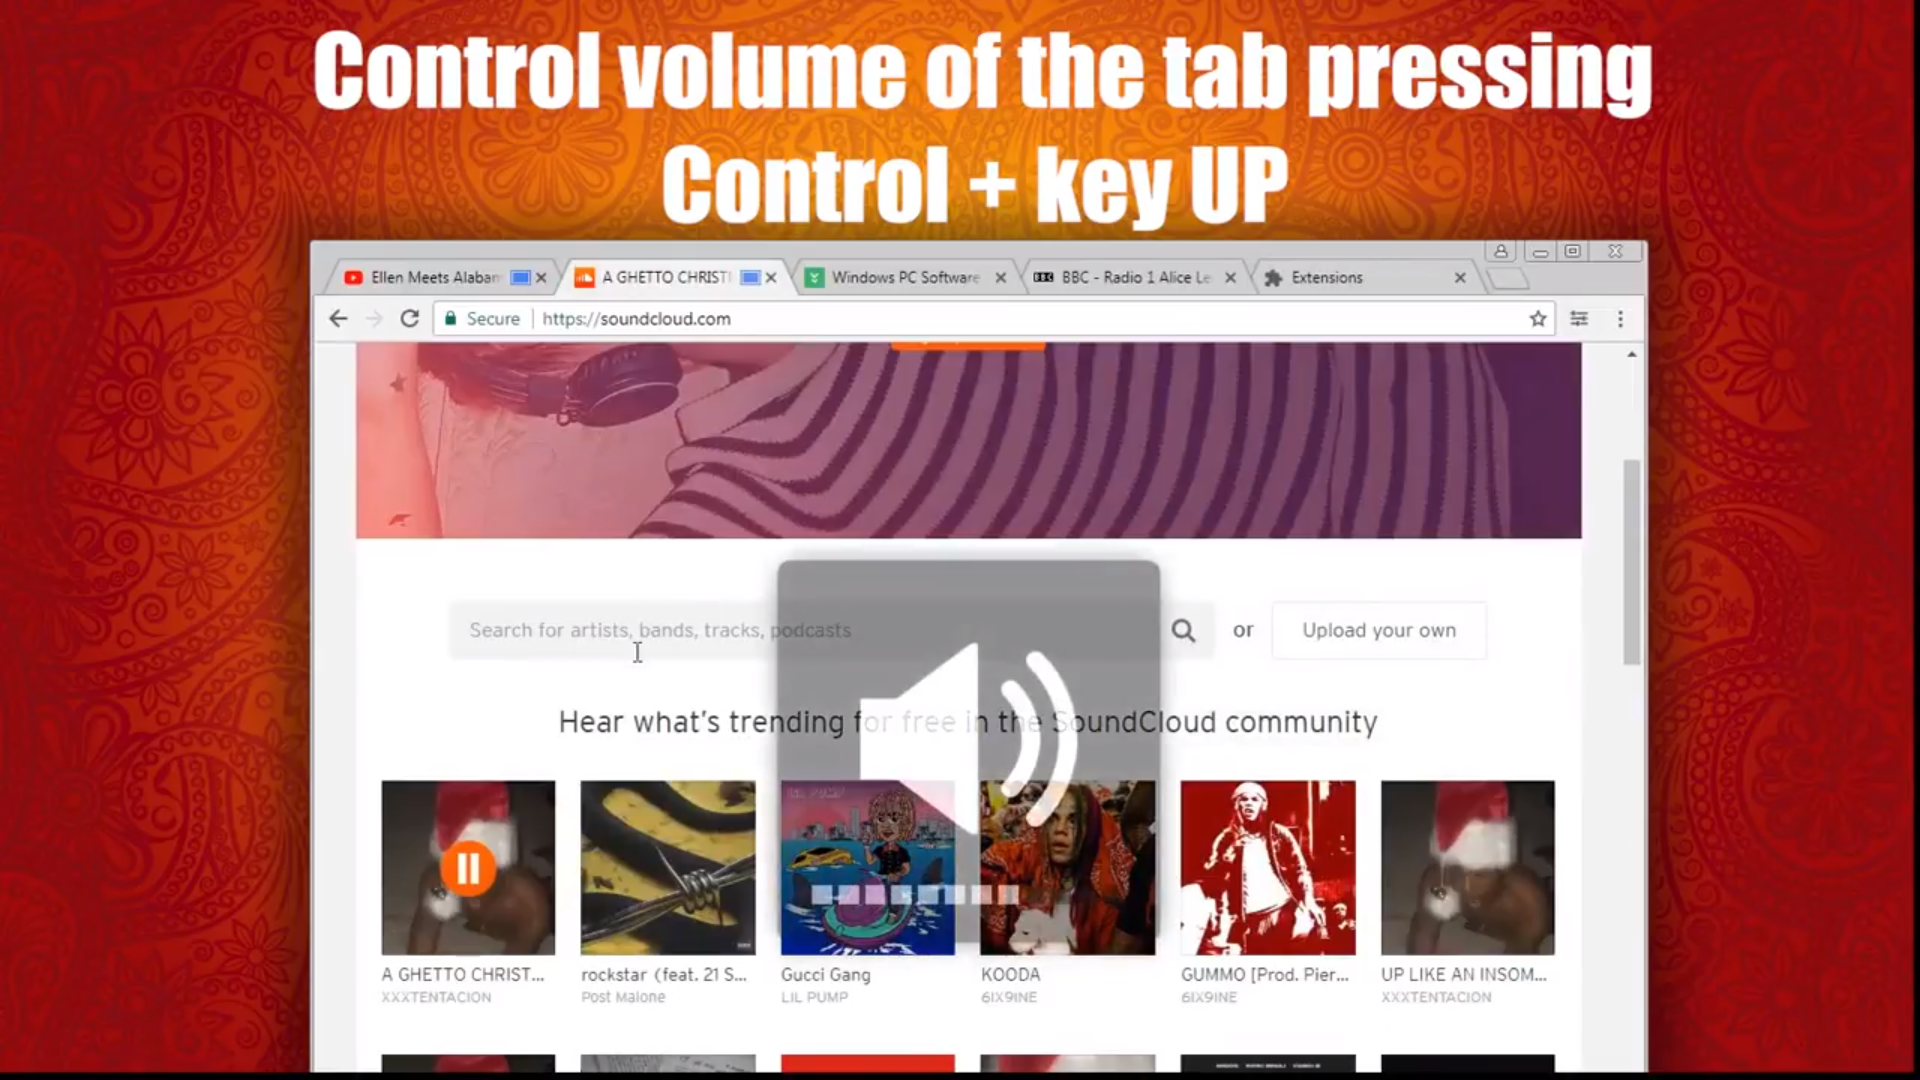 Control volume of the tab pressing
Control + key UP
Ellen Meets Alabam
A GHETTO CHRISTI
Windows PC Software
BBC - Radio 1 Alice Le
Extensions
Secure
https://soundcloud.com
Search for artists, bands, tracks, podcasts
or
Upload your own
Hear what's trending for free in the SoundCloud community
A GHETTO CHRIST...
rockstar (feat. 21 S...
Gucci Gang
KOODA
GUMMO [Prod. Pier...
UP LIKE AN INSOM...
XXXTENTACION
Post Malone
LIL PUMP
6IX9INE
6IX9INE
XXXTENTACION